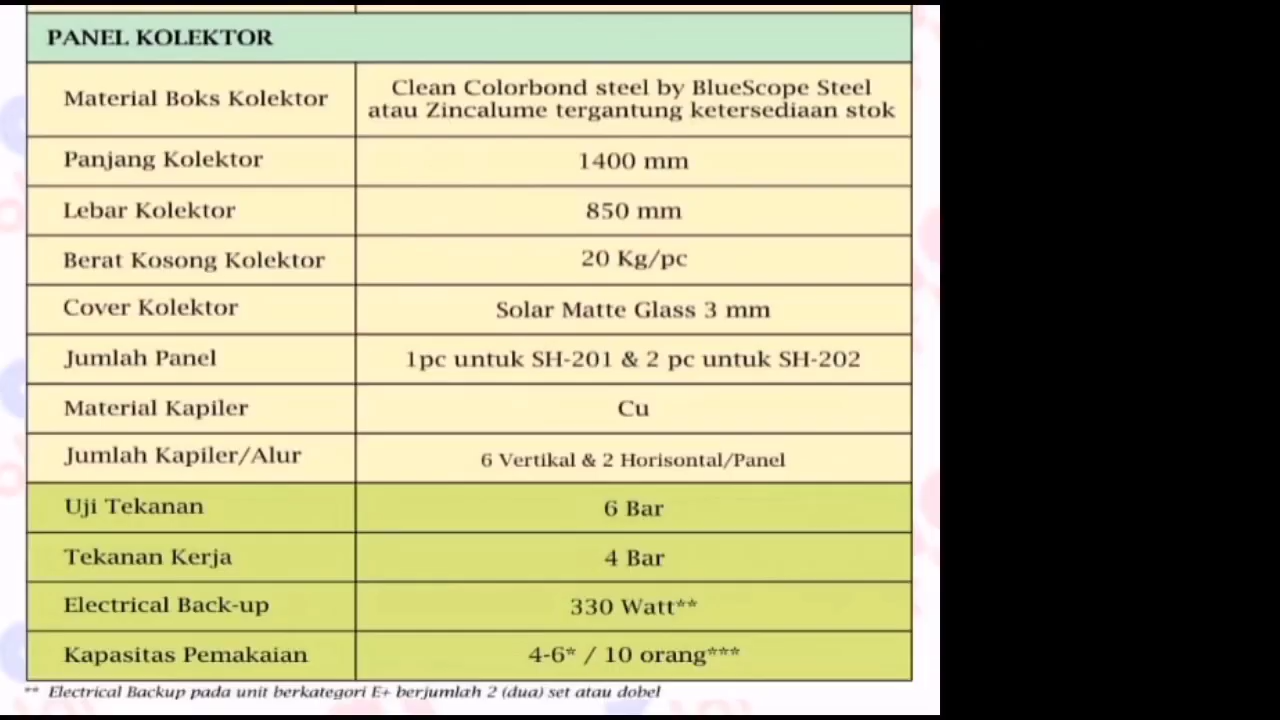 PANEL KOLEKTOR
Material Boks Kolektor
Clean Colorbond steel by BlueScope Steel
atau Zincalume tergantung ketersediaan stok
Panjang Kolektor
1400 mm
Lebar Kolektor
850 mm
Berat Kosong Kolektor
20 Kg/pc
Cover Kolektor
Solar Matte Glass 3 mm
Jumlah Panel
1pc untuk SH-201 & 2 pc untuk SH-202
Material Kapiler
Cu
Jumlah Kapiler/Alur
6 Vertikal & 2 Horisontal/Panel
Uji Tekanan
6 Bar
Tekanan Kerja
4 Bar
Electrical Back-up
330 Watt**
Kapasitas Pemakaian
4-6* / 10 orang***
** Electrical Backup pada unit berkategori E+ berjumlah 2 (dua) set atau dobel